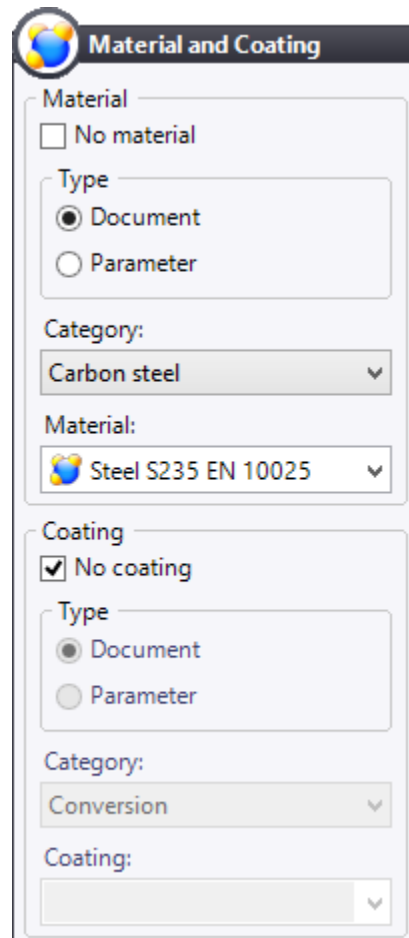 Material and Coating
Material
No material
Type
Document
Parameter
Category:
Carbon steel
Material:
Steel S235 EN 10025
Coating
No coating
Type
Document
Parameter
Category:
Conversion
Coating: